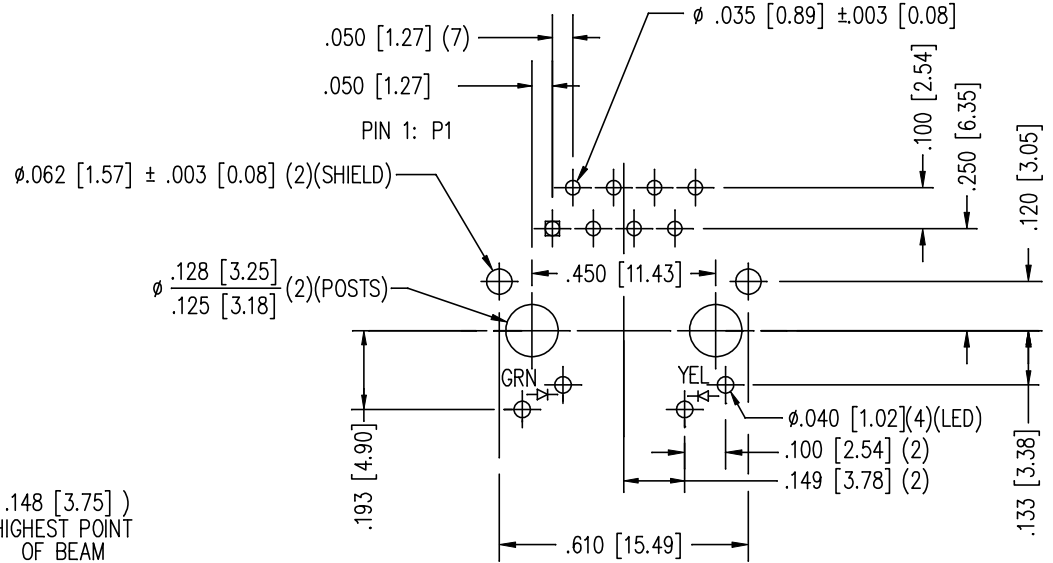 ø .035 [0.89] ±.003 [0.08]
.050 [1.27] (7)
.050 [1.27]
.100 [2.54]
.250 [6.35]
.120 [3.05]
PIN 1: P1
ø.062 [1.57] ± .003 [0.08] (2)(SHIELD)
.450 [11.43]
ø .128 [3.25]
.125 [3.18] (2)(POSTS)
GRN
YEL
ø.040 [1.02](4)(LED)
.100 [2.54] (2)
.149 [3.78] (2)
.193 [4.90]
.133 [3.38]
.148 [3.75] )
HIGHEST POINT
OF BEAM
.610 [15.49]